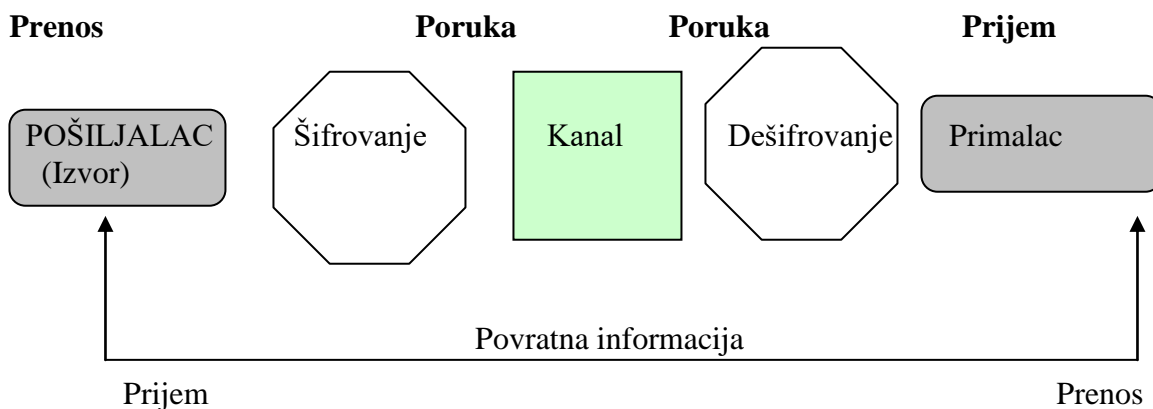 Prenos Poruka Poruka Prijem
POŠILJALAC
(Izvor)
Šifrovanje
Kanal
Dešifrovanje
Primalac
Povratna informacija
Prijem Prenos